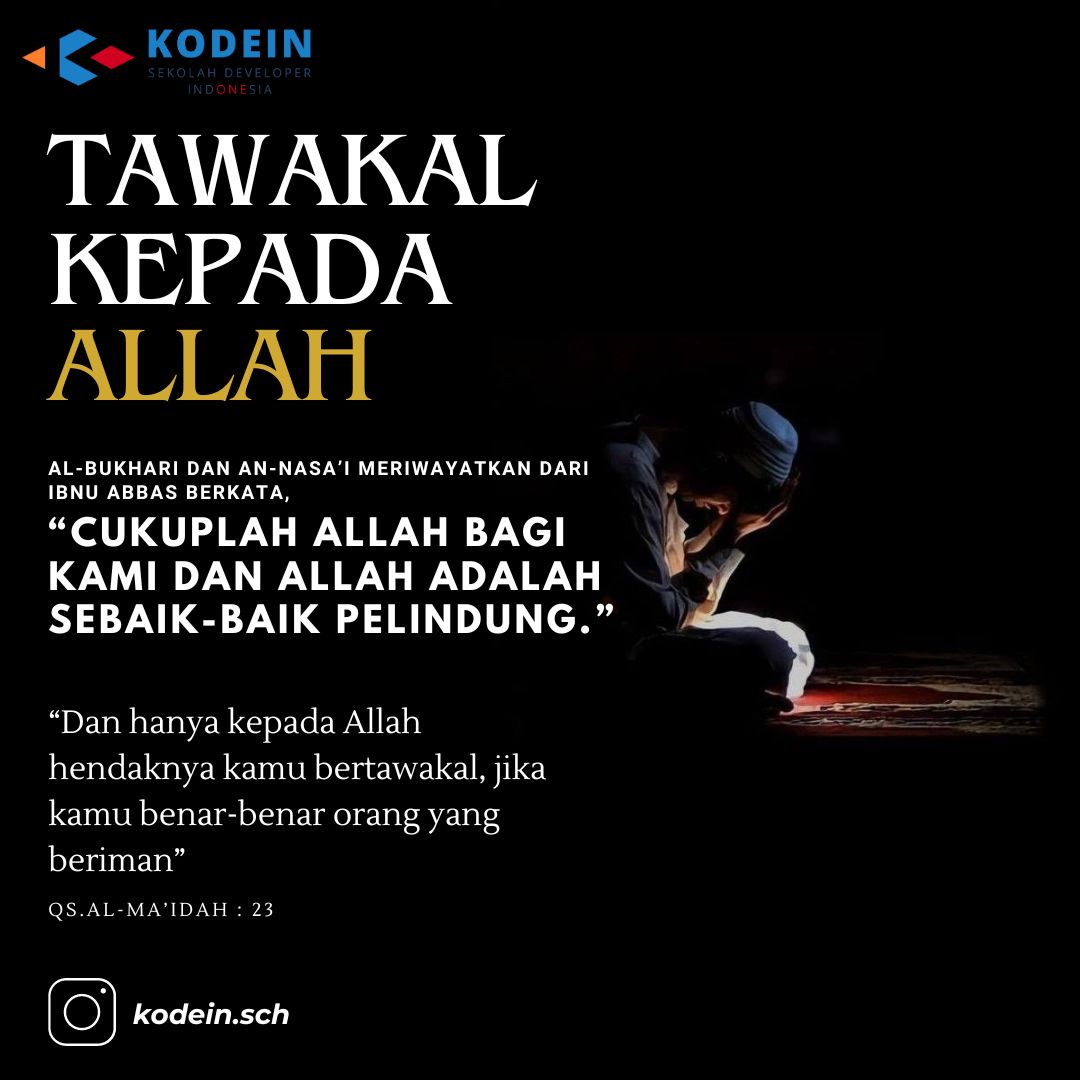 KODEIN
SEKOLAH DEVELOPER
INDONESIA
TAWAKAL
KEPADA
ALLAH
AL-BUKHARI DAN AN-NASA’I MERIWAYATKAN DARI
IBNU ABBAS BERKATA,
“CUKUPLAH ALLAH BAGI
KAMI DAN ALLAH ADALAH
SEBAIK-BAIK PELINDUNG.”
“Dan hanya kepada Allah
hendaknya kamu bertawakal, jika
kamu benar-benar orang yang
beriman”
QS.AL-MA’IDAH : 23
kodein.sch